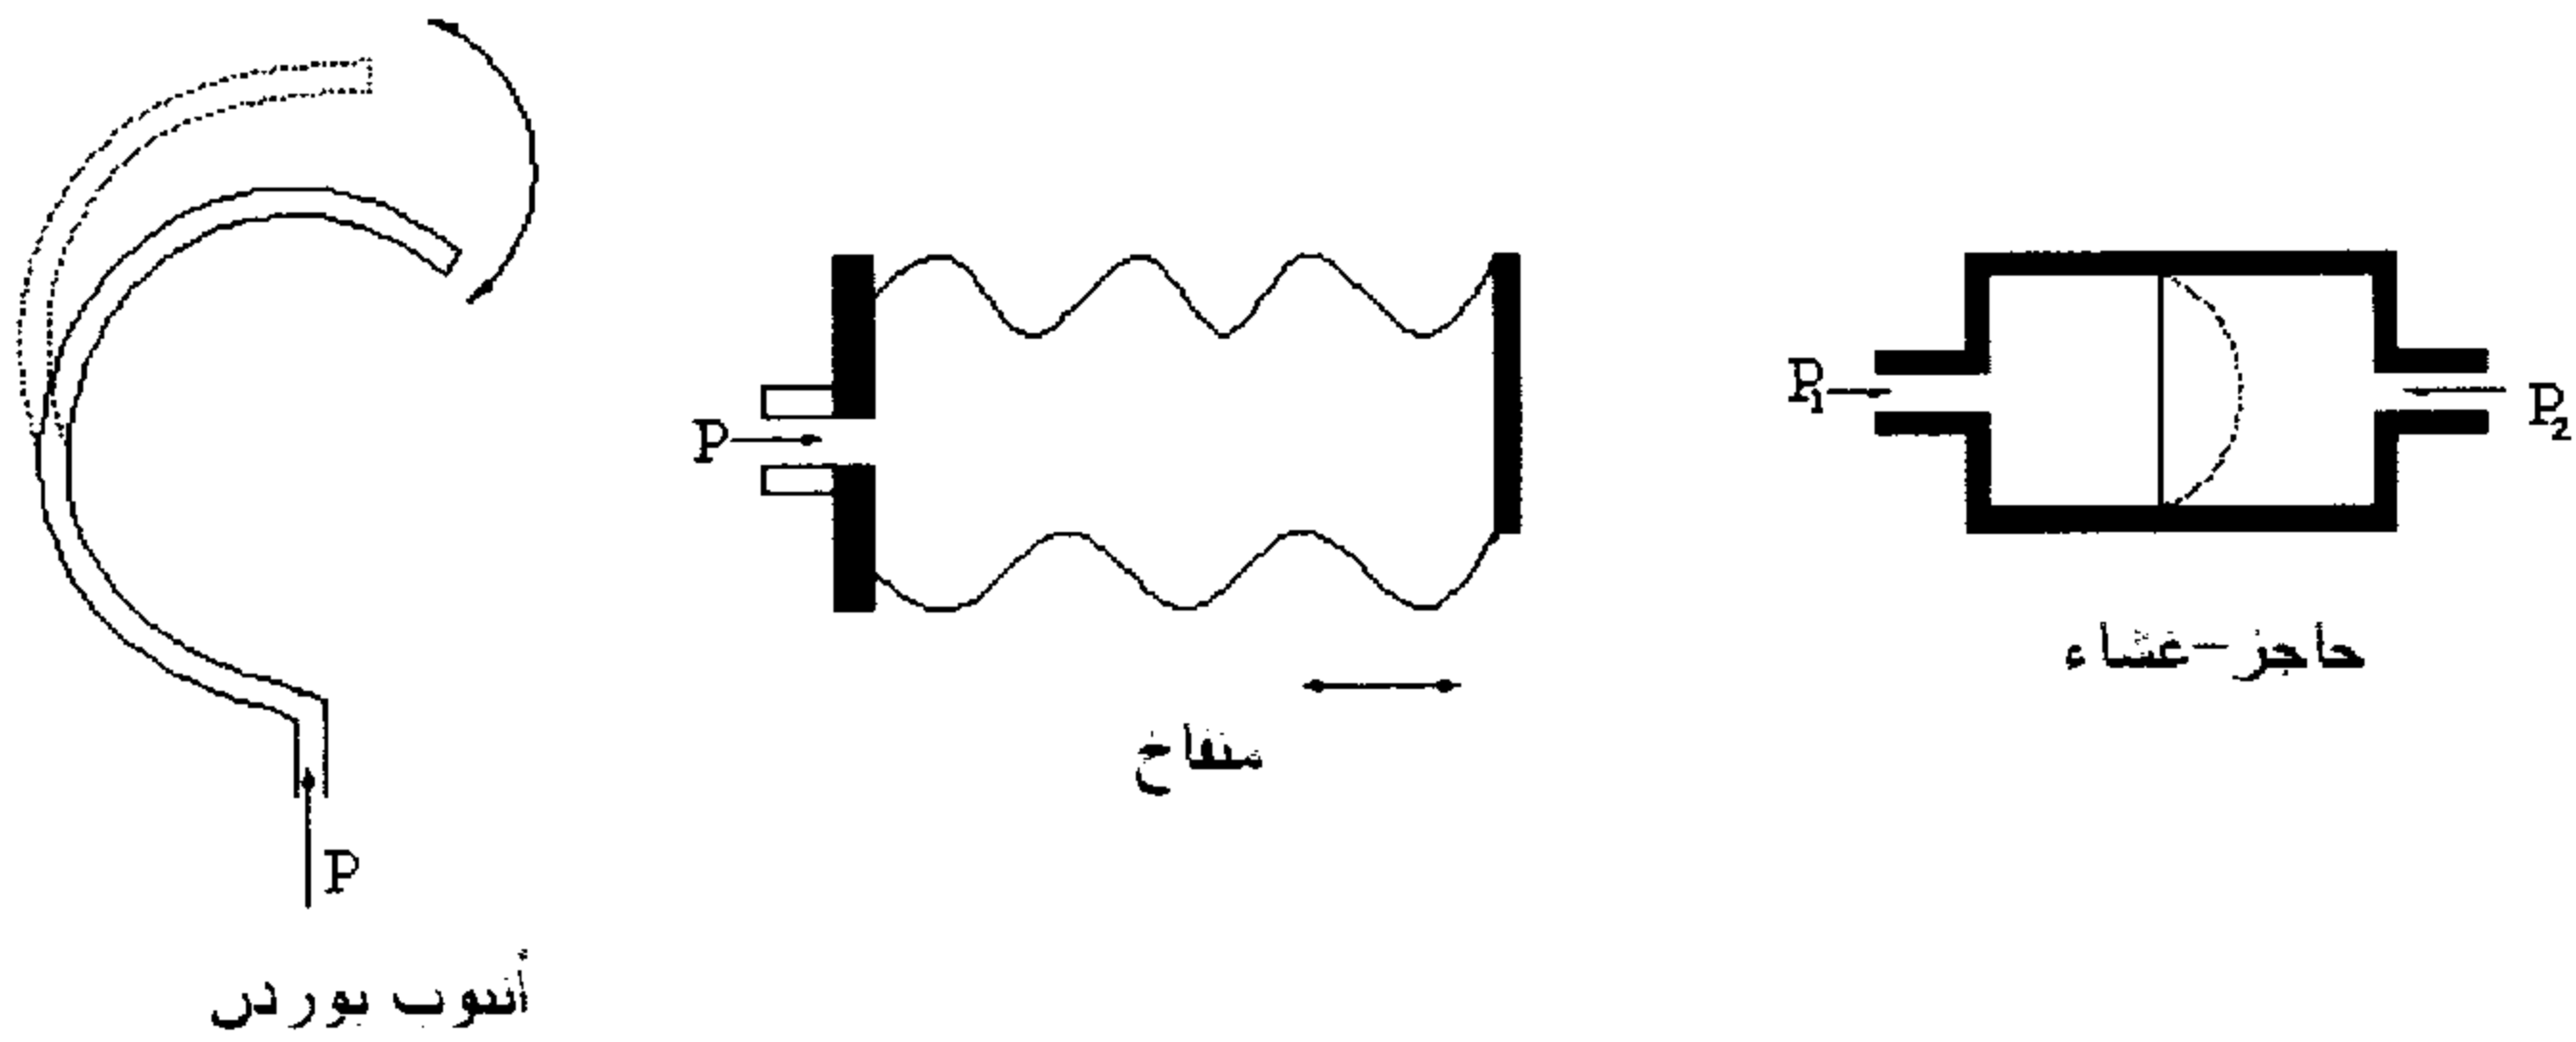 P₁
P₂
حاجز-غشاء
P
منفاخ
P
أنبوب بوردن